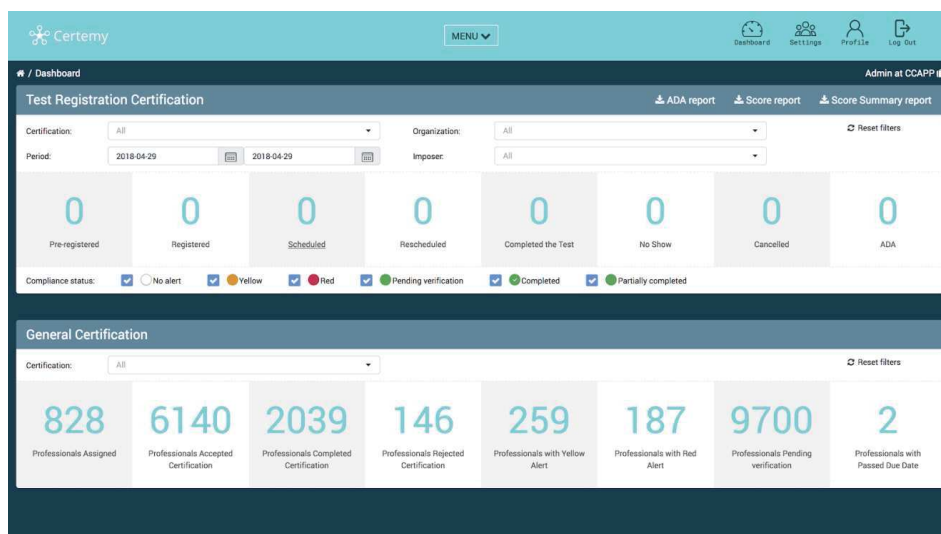 Certemy
MENU
Dashboard Settings Profile Log Out
/ Dashboard
Admin at CCAPP
Test Registration Certification
ADA report Score report Score Summary report
Certification: All Organization: All Reset filters
Period: 2018-04-29 2018-04-29 Imposer: All
0 0 0 0 0 0 0 0
Pre-registered Registered Scheduled Rescheduled Completed the Test No Show Cancelled ADA
Compliance status: No alert Yellow Red Pending verification Completed Partially completed
General Certification
Certification: All Reset filters
828 6140 2039 146 259 187 9700 2
Professionals Assigned Professionals Accepted Professionals Completed Professionals Rejected Professionals with Yellow Professionals with Red Professionals Pending Professionals with
Certification Certification Certification Alert Alert verification Passed Due Date